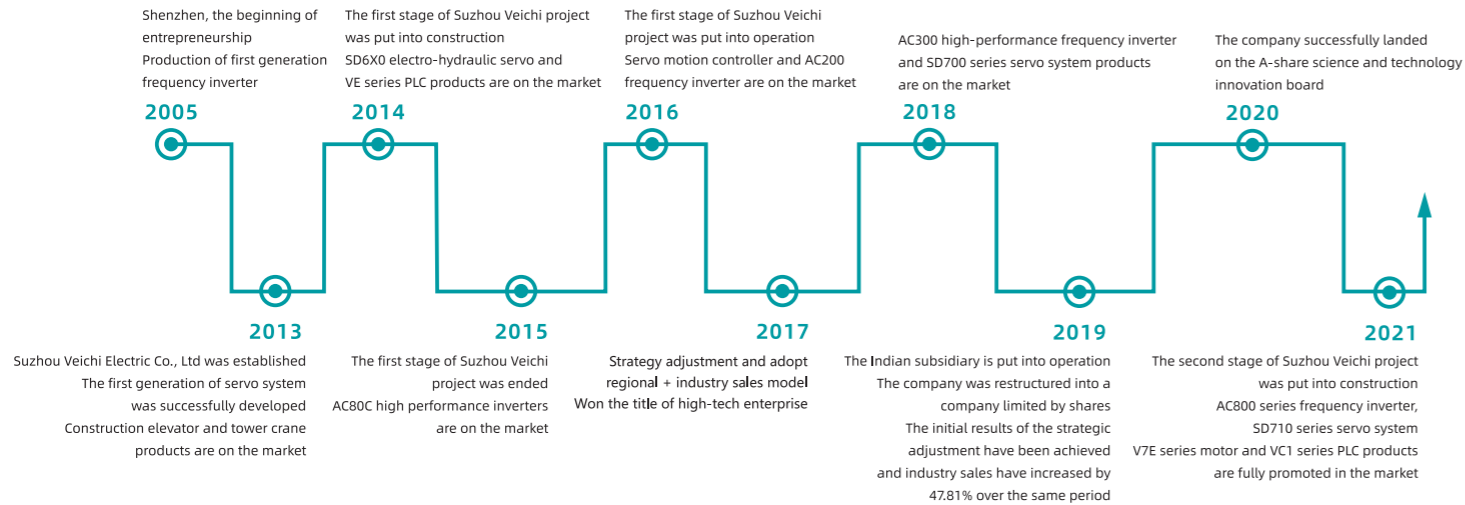 Shenzhen, the beginning of
entrepreneurship
Production of first generation
frequency inverter
2005
Suzhou Veichi Electric Co., Ltd was established
The first generation of servo system
was successfully developed
Construction elevator and tower crane
products are on the market
2013
The first stage of Suzhou Veichi project
was put into construction
SD6X0 electro-hydraulic servo and
VE series PLC products are on the market
2014
2015
The first stage of Suzhou Veichi
project was ended
AC80C high performance inverters
are on the market
The first stage of Suzhou Veichi
project was put into operation
Servo motion controller and AC200
frequency inverter are on the market
2016
2017
Strategy adjustment and adopt
regional + industry sales model
Won the title of high-tech enterprise
AC300 high-performance frequency inverter
and SD700 series servo system products
are on the market
2018
2019
The Indian subsidiary is put into operation
The company was restructured into a
company limited by shares
The initial results of the strategic
adjustment have been achieved
and industry sales have increased by
47.81% over the same period
The company successfully landed
on the A-share science and technology
innovation board
2020
2021
The second stage of Suzhou Veichi project
was put into construction
AC800 series frequency inverter,
SD710 series servo system
V7E series motor and VC1 series PLC products
are fully promoted in the market